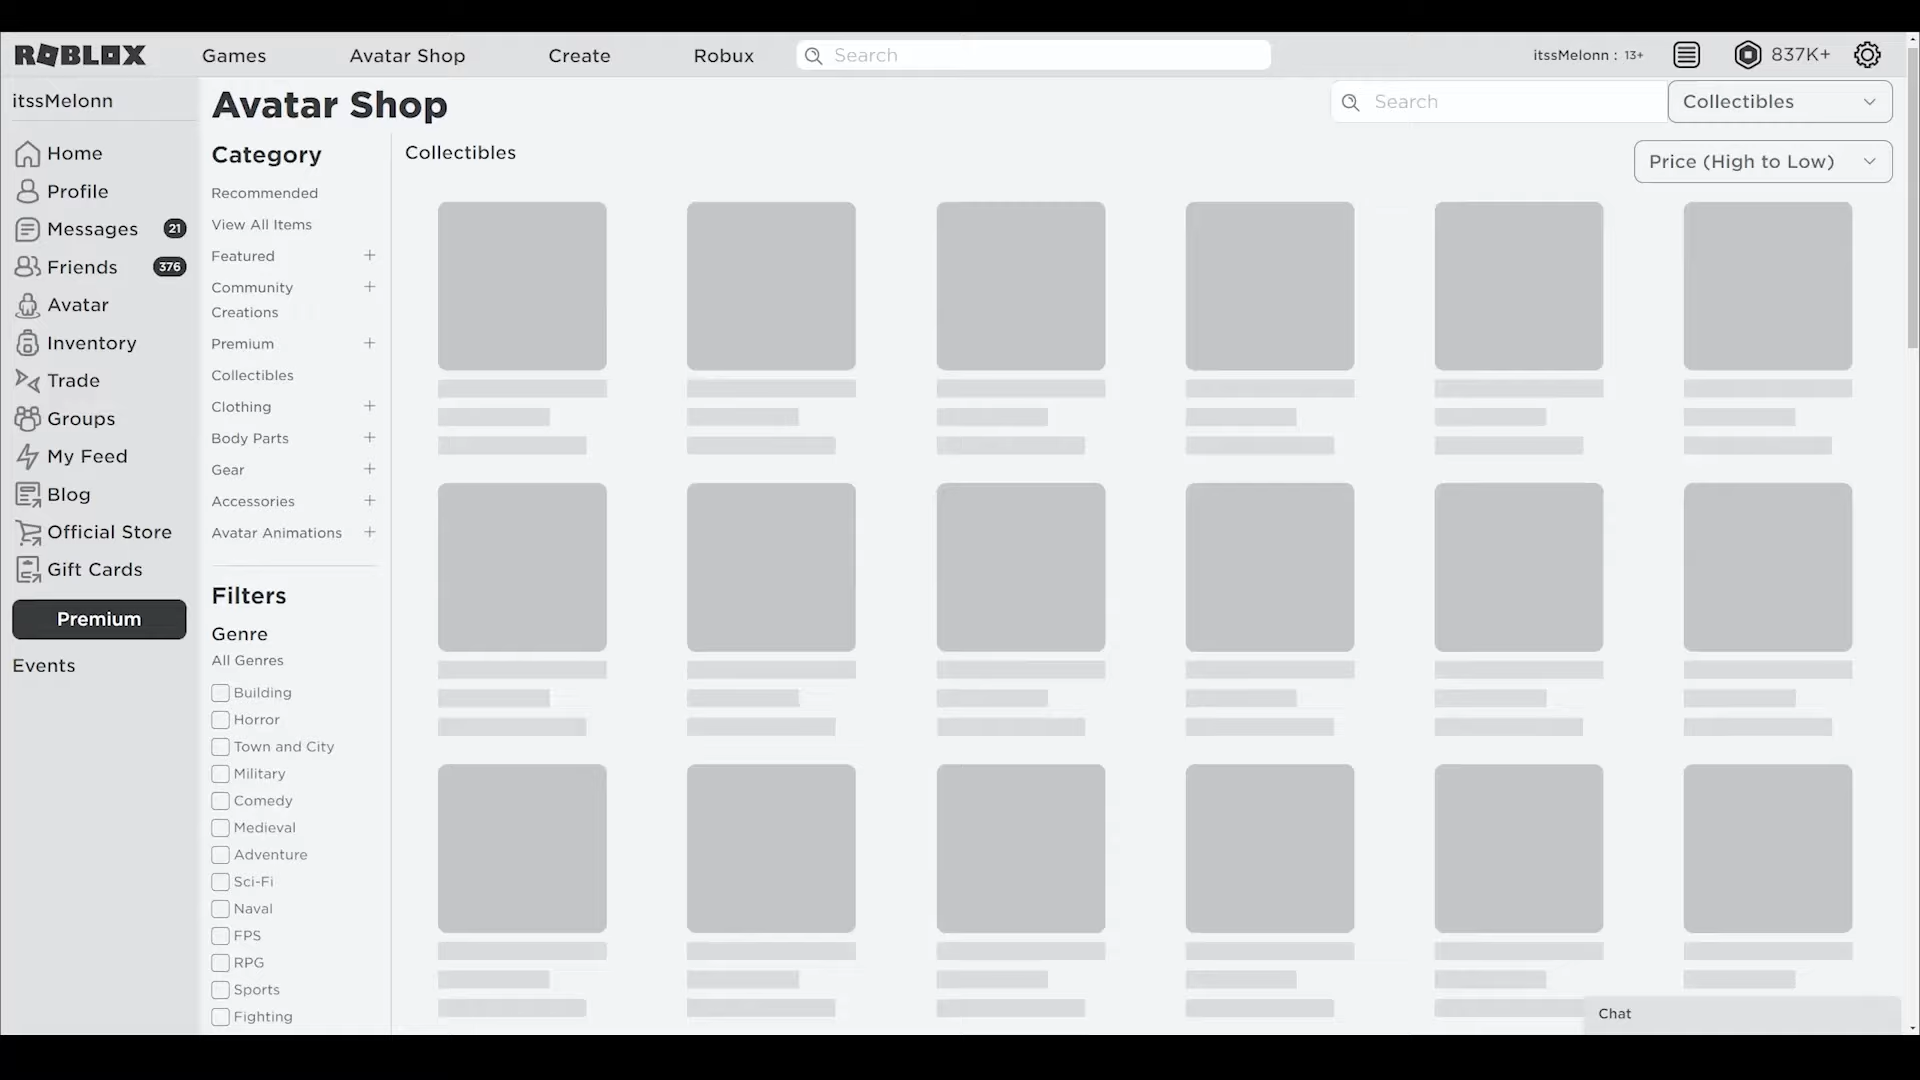 ROBLOX Games Avatar Shop Create Robux Search itssMelonn : 13+ 837K+
itssMelonn
Home
Profile
Messages 21
Friends 376
Avatar
Inventory
Trade
Groups
My Feed
Blog
Official Store
Gift Cards
Premium
Events
Avatar Shop
Search Collectibles
Category
Recommended
View All Items
Featured +
Community +
Creations
Premium +
Collectibles
Clothing +
Body Parts +
Gear +
Accessories +
Avatar Animations +
Filters
Genre
All Genres
Building
Horror
Town and City
Military
Comedy
Medieval
Adventure
Sci-Fi
Naval
FPS
RPG
Sports
Fighting
Collectibles
Price (High to Low)
Chat